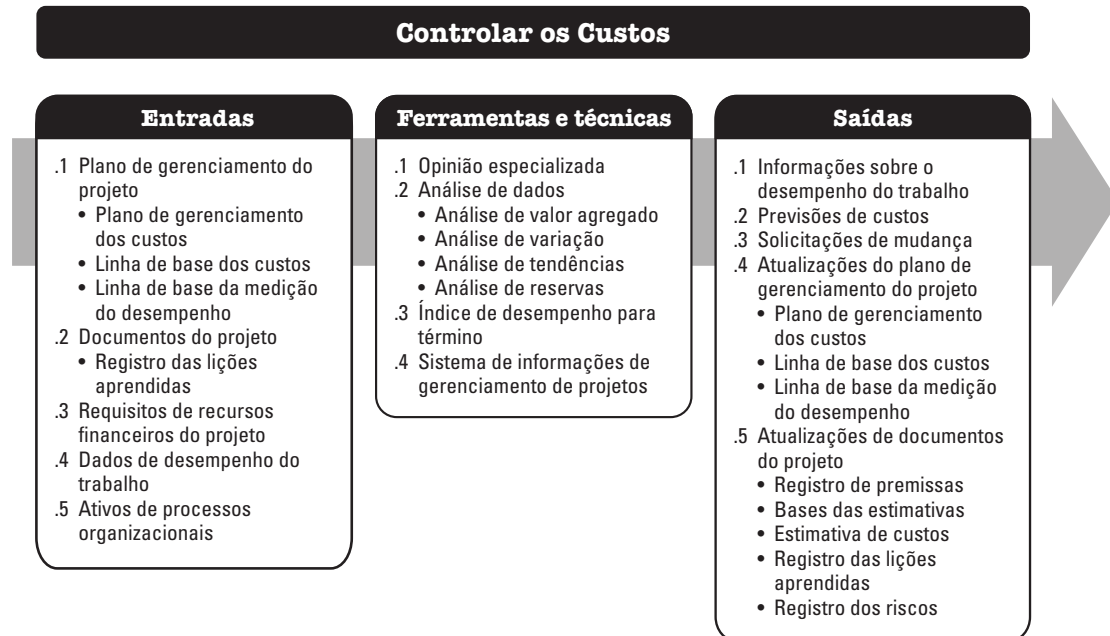 Controlar os Custos
Entradas
.1 Plano de gerenciamento do
projeto
• Plano de gerenciamento
dos custos
• Linha de base dos custos
• Linha de base da medição
do desempenho
.2 Documentos do projeto
• Registro das lições
aprendidas
.3 Requisitos de recursos
financeiros do projeto
.4 Dados de desempenho do
trabalho
.5 Ativos de processos
organizacionais
Ferramentas e técnicas
.1 Opinião especializada
.2 Análise de dados
• Análise de valor agregado
• Análise de variação
• Análise de tendências
• Análise de reservas
.3 Índice de desempenho para
término
.4 Sistema de informações de
gerenciamento de projetos
Saídas
.1 Informações sobre o
desempenho do trabalho
.2 Previsões de custos
.3 Solicitações de mudança
.4 Atualizações do plano de
gerenciamento do projeto
• Plano de gerenciamento
dos custos
• Linha de base dos custos
• Linha de base da medição
do desempenho
.5 Atualizações de documentos
do projeto
• Registro de premissas
• Bases das estimativas
• Estimativa de custos
• Registro das lições
aprendidas
• Registro dos riscos